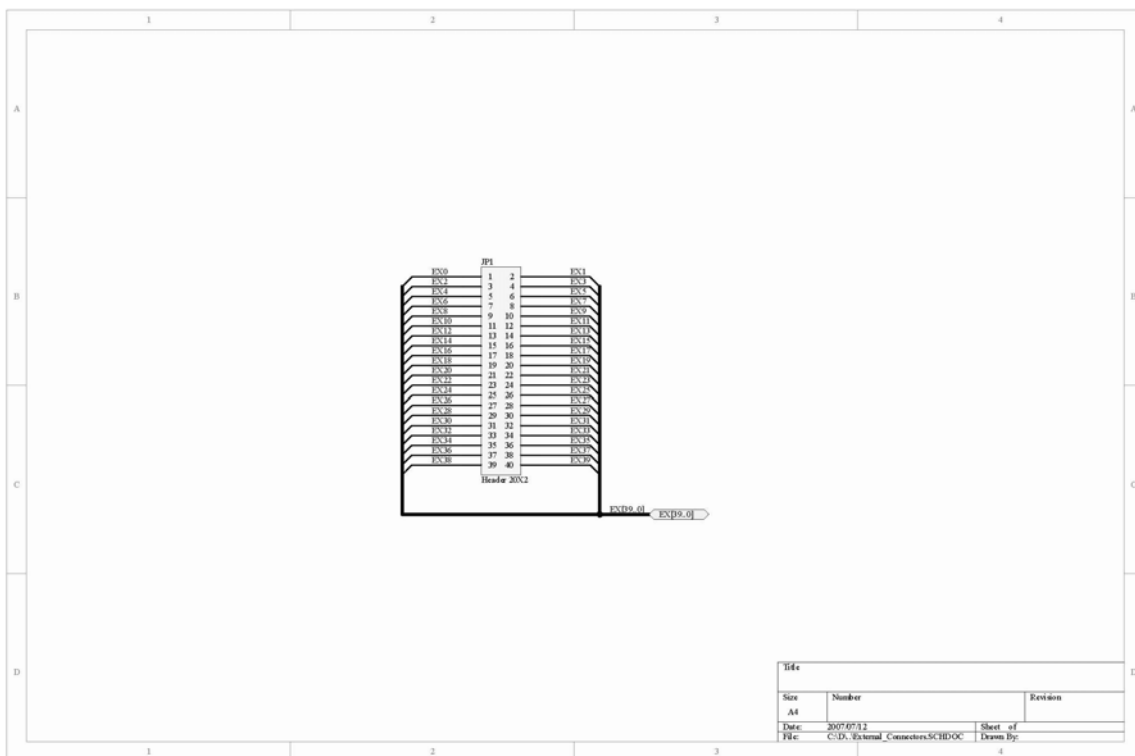 1 2 3 4
A A
JP1
EX0 1 2 EX1
EX2 3 4 EX3
EX4 5 6 EX5
B EX6 7 8 EX7 B
EX8 9 10 EX9
EX10 11 12 EX11
EX12 13 14 EX13
EX14 15 16 EX15
EX16 17 18 EX17
EX18 19 20 EX19
EX20 21 22 EX21
EX22 23 24 EX23
EX24 25 26 EX25
EX26 27 28 EX27
EX28 29 30 EX29
EX30 31 32 EX31
EX32 33 34 EX33
EX34 35 36 EX35
EX36 37 38 EX37
EX38 39 40 EX39
Header 20X2
C C
EX[39..0] EX[39..0]
D D
Title
Size Number Revision
A4
Date: 2007/07/12 Sheet of
File: C:\D\..\External_Connectors.SCHDOC Drawn By:
1 2 3 4